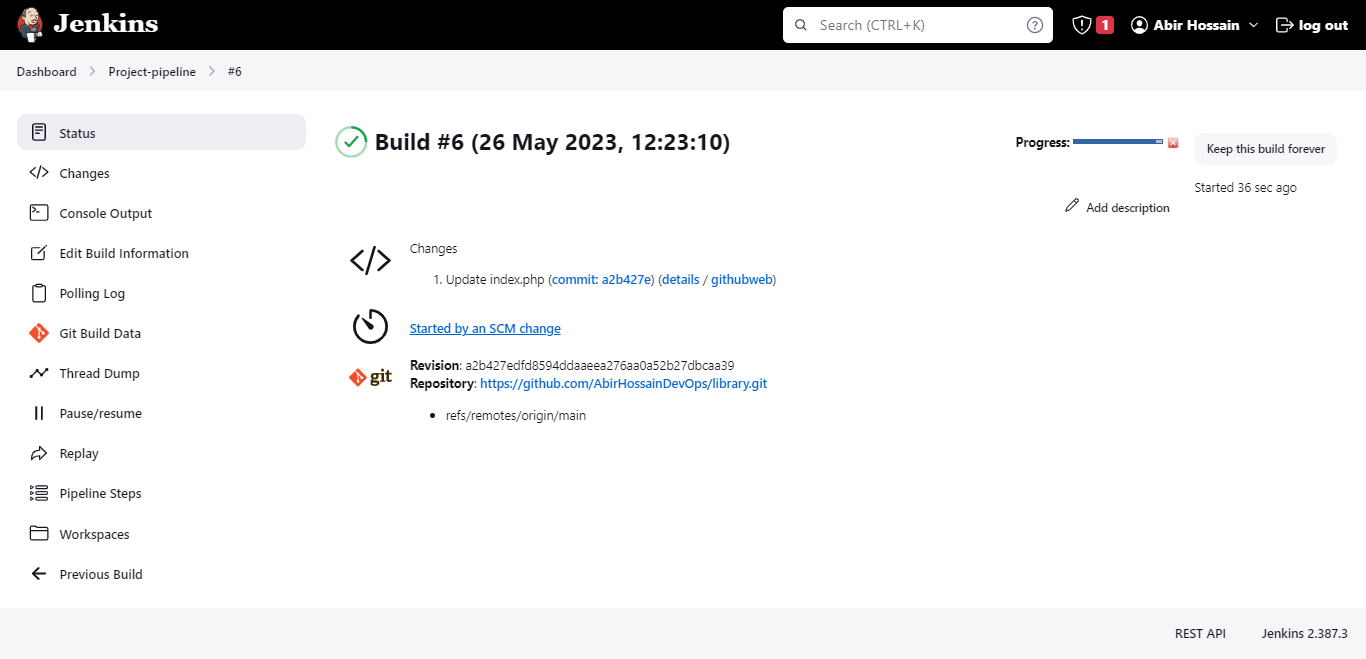 Jenkins
Search (CTRL+K)
1
Abir Hossain
log out
Dashboard
Project-pipeline
#6
Status
Changes
Console Output
Edit Build Information
Polling Log
Git Build Data
Thread Dump
Pause/resume
Replay
Pipeline Steps
Workspaces
Previous Build
Build #6 (26 May 2023, 12:23:10)
Progress:
Keep this build forever
Started 36 sec ago
Add description
Changes
1. Update index.php (commit: a2b427e) (details / githubweb)
Started by an SCM change
git
Revision: a2b427edfd8594ddaaeea276aa0a52b27dbcaa39
Repository: https://github.com/AbirHossainDevOps/library.git
• refs/remotes/origin/main
REST API
Jenkins 2.387.3